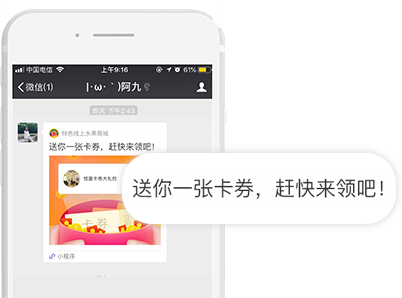 中国电信 上午9:16 61%
微信(1) |·ω·｀)阿九
昨天 下午2:43
特色线上水果商城
送你一张卡券，赶快来领吧！
惊喜卡券大礼包
卡券
小程序
送你一张卡券，赶快来领吧！